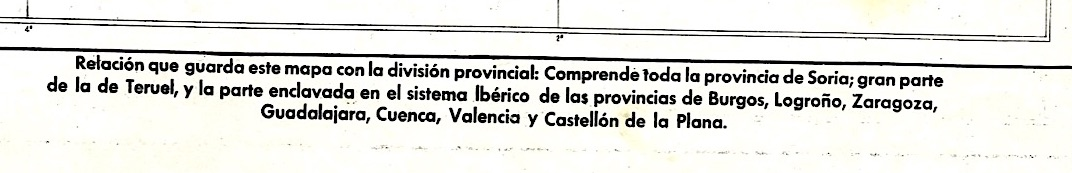 4° 2°
Relación que guarda este mapa con la división provincial: Comprende toda la provincia de Soria; gran parte
de la de Teruel, y la parte enclavada en el sistema Ibérico de las provincias de Burgos, Logroño, Zaragoza,
Guadalajara, Cuenca, Valencia y Castellón de la Plana.